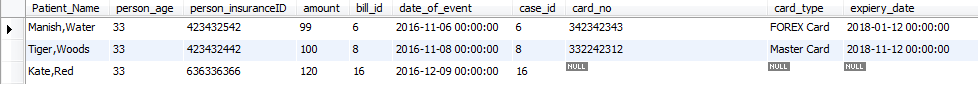 Patient_Name person_age person_insuranceID amount bill_id date_of_event case_id card_no card_type expiery_date
Manish,Water 33 423432542 99 6 2016-11-06 00:00:00 6 342342343 FOREX Card 2018-01-12 00:00:00
Tiger,Woods 33 423432442 100 8 2016-11-08 00:00:00 8 332242312 Master Card 2018-11-12 00:00:00
Kate,Red 33 636336366 120 16 2016-12-09 00:00:00 16 NULL NULL NULL